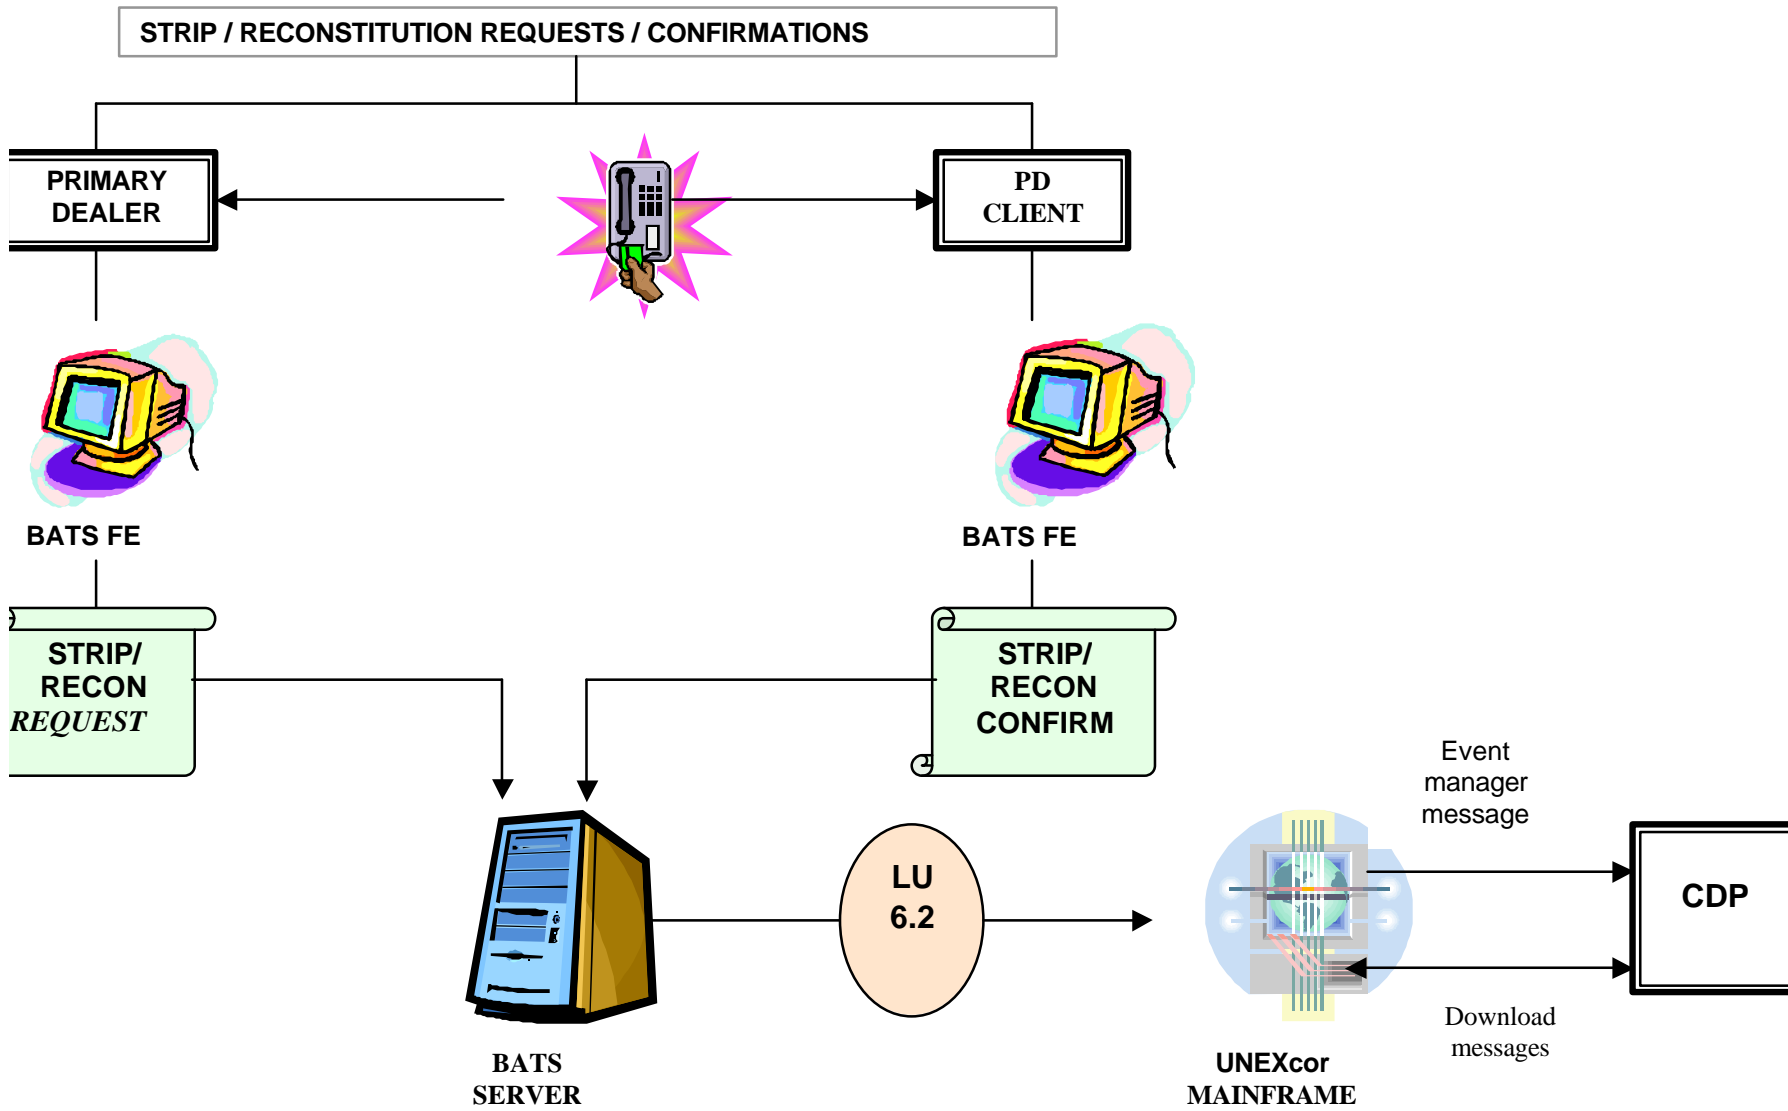 STRIP / RECONSTITUTION REQUESTS / CONFIRMATIONS
PRIMARY
DEALER
PD
CLIENT
BATS FE
BATS FE
STRIP/
RECON
REQUEST
STRIP/
RECON
CONFIRM
Event
manager
message
LU
6.2
CDP
Download
messages
BATS
SERVER
UNEXcor
MAINFRAME